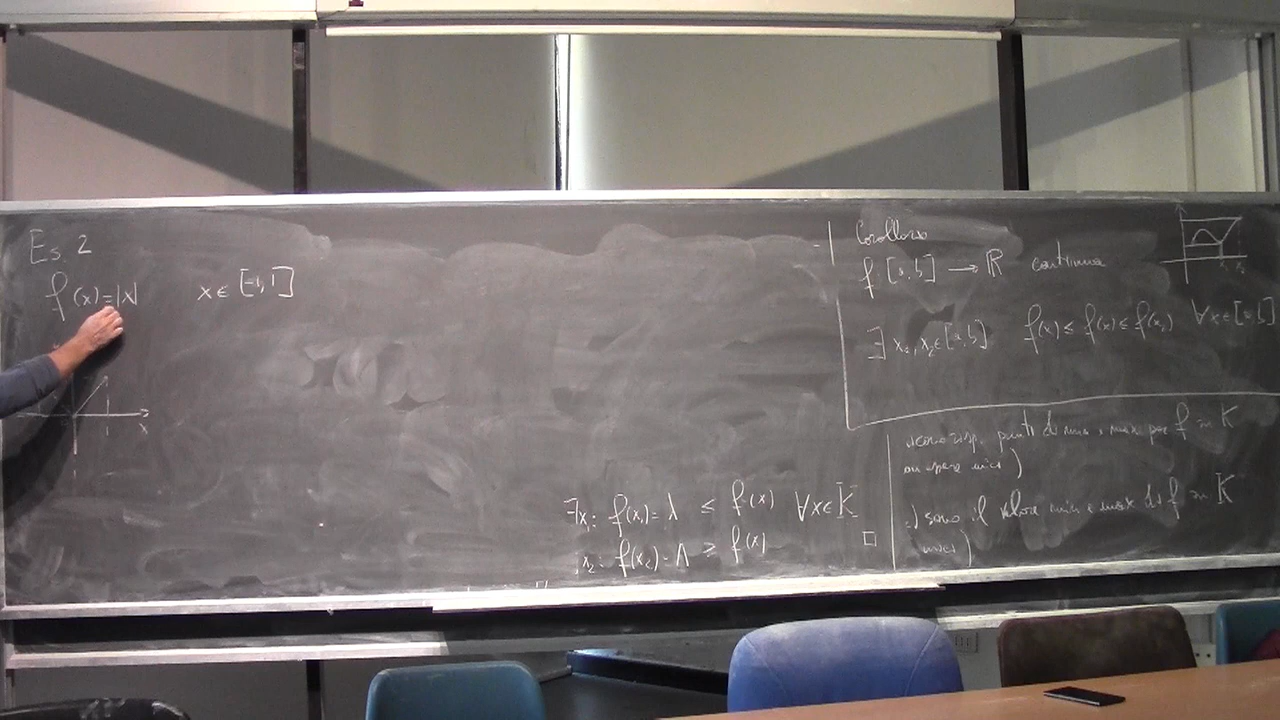 Es. 2
f(x)=|x| x∈[-1,1]
x
1
Corollario
f [a,b] → ℝ continua
∃ x₁, x₂∈[a,b] f(x₁) ≤ f(x) ≤ f(x₂) ∀x∈[a,b]
punti di min e max per f in K
sono il valore min e max di f in K
∃x₁: f(x₁)= λ ≤ f(x) ∀x∈K
x₂: f(x₂)= Λ ≥ f(x) □